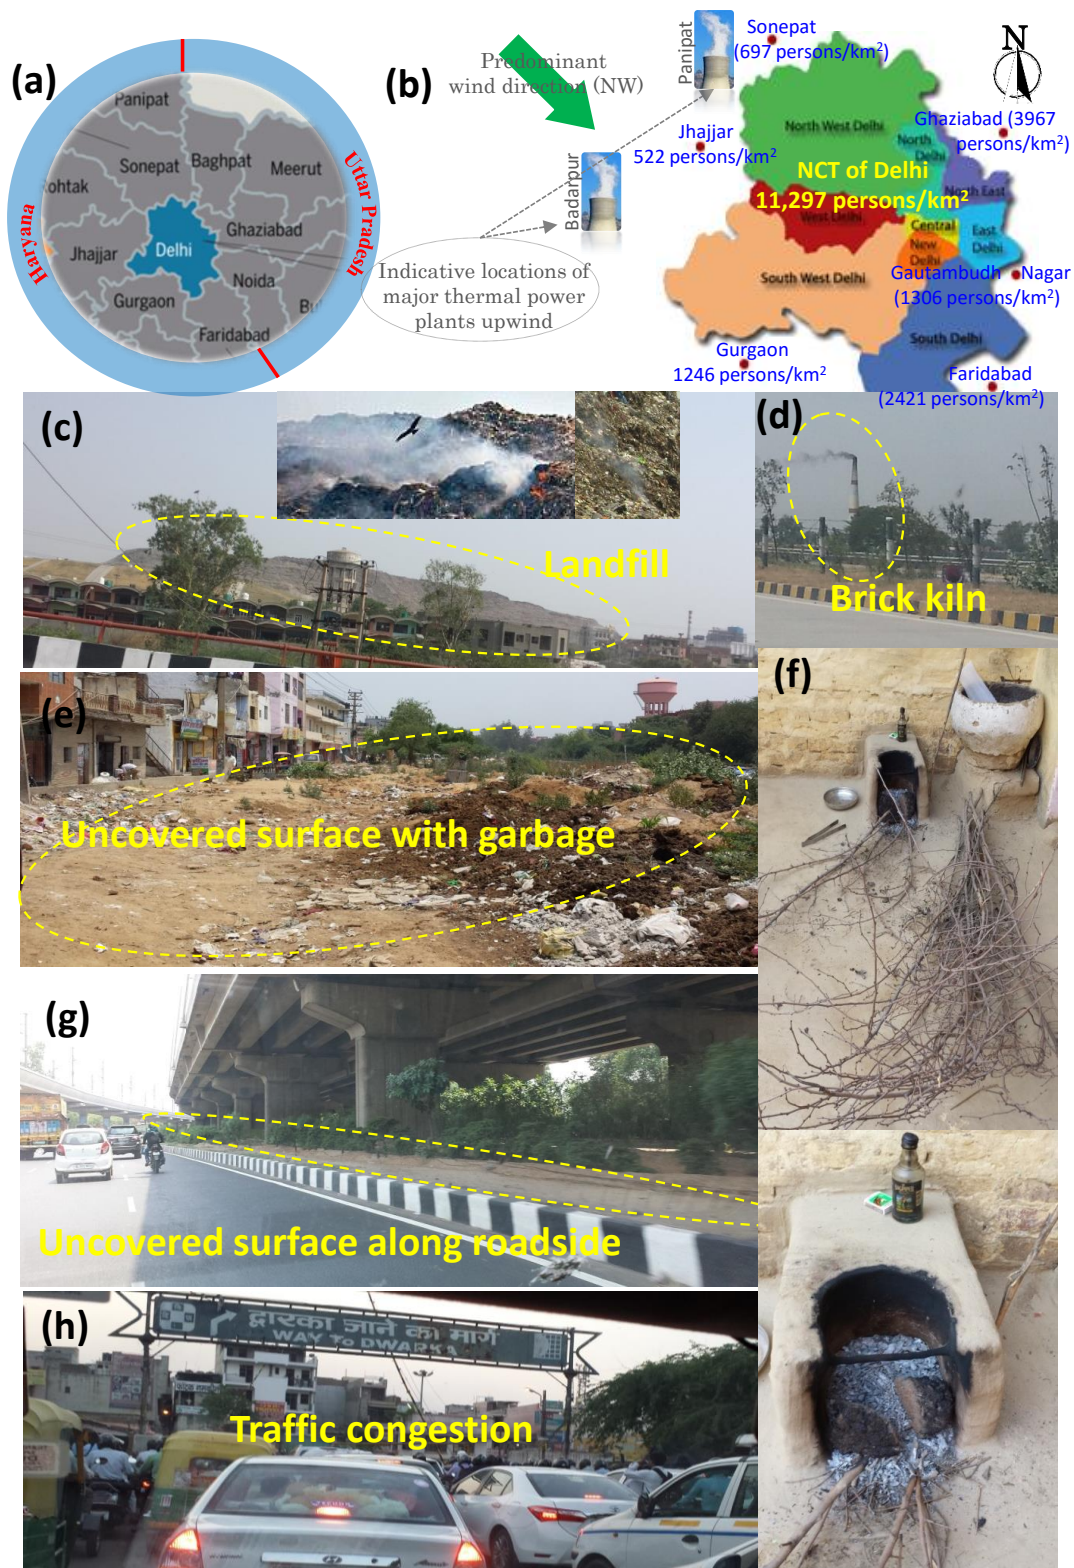 (a)
Panipat
Sonepat
Baghpat
Meerut
ohtak
Ghaziabad
Jhajjar
Delhi
Noida
Gurgaon
Bu
Faridabad
Haryana
Uttar Pradesh
(b)
Predominant
wind direction (NW)
Panipat
Badarpur
Indicative locations of
major thermal power
plants upwind
Sonepat
(697 persons/km²)
N
Jhajjar
522 persons/km²
North West Delhi
North
Delhi
Ghaziabad (3967
persons/km²)
NCT of Delhi
11,297 persons/km²
North East
West Delhi
Central
East
Delhi
New
Delhi
Gautambudh Nagar
(1306 persons/km²)
South West Delhi
South Delhi
Gurgaon
1246 persons/km²
Faridabad
(2421 persons/km²)
(c)
Landfill
(d)
Brick kiln
(e)
Uncovered surface with garbage
(f)
(g)
Uncovered surface along roadside
(h)
द्वारका जाने का मार्ग
WAY TO DWARKA
Traffic congestion